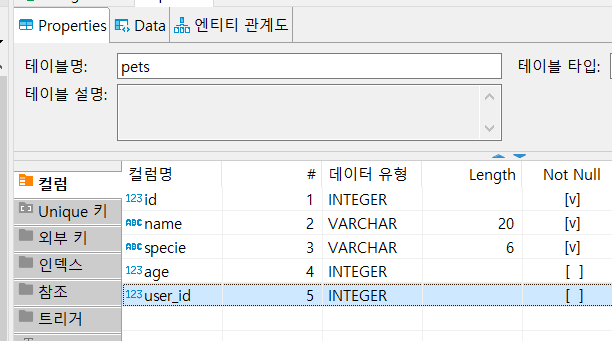 Properties Data 엔티티 관계도
테이블명: pets 테이블 타입:
테이블 설명:
컬럼 컬럼명 # 데이터 유형 Length Not Null
123 id 1 INTEGER [v]
Unique 키 ABC name 2 VARCHAR 20 [v]
외부 키 ABC specie 3 VARCHAR 6 [v]
인덱스 123 age 4 INTEGER [ ]
참조 123 user_id 5 INTEGER [ ]
트리거